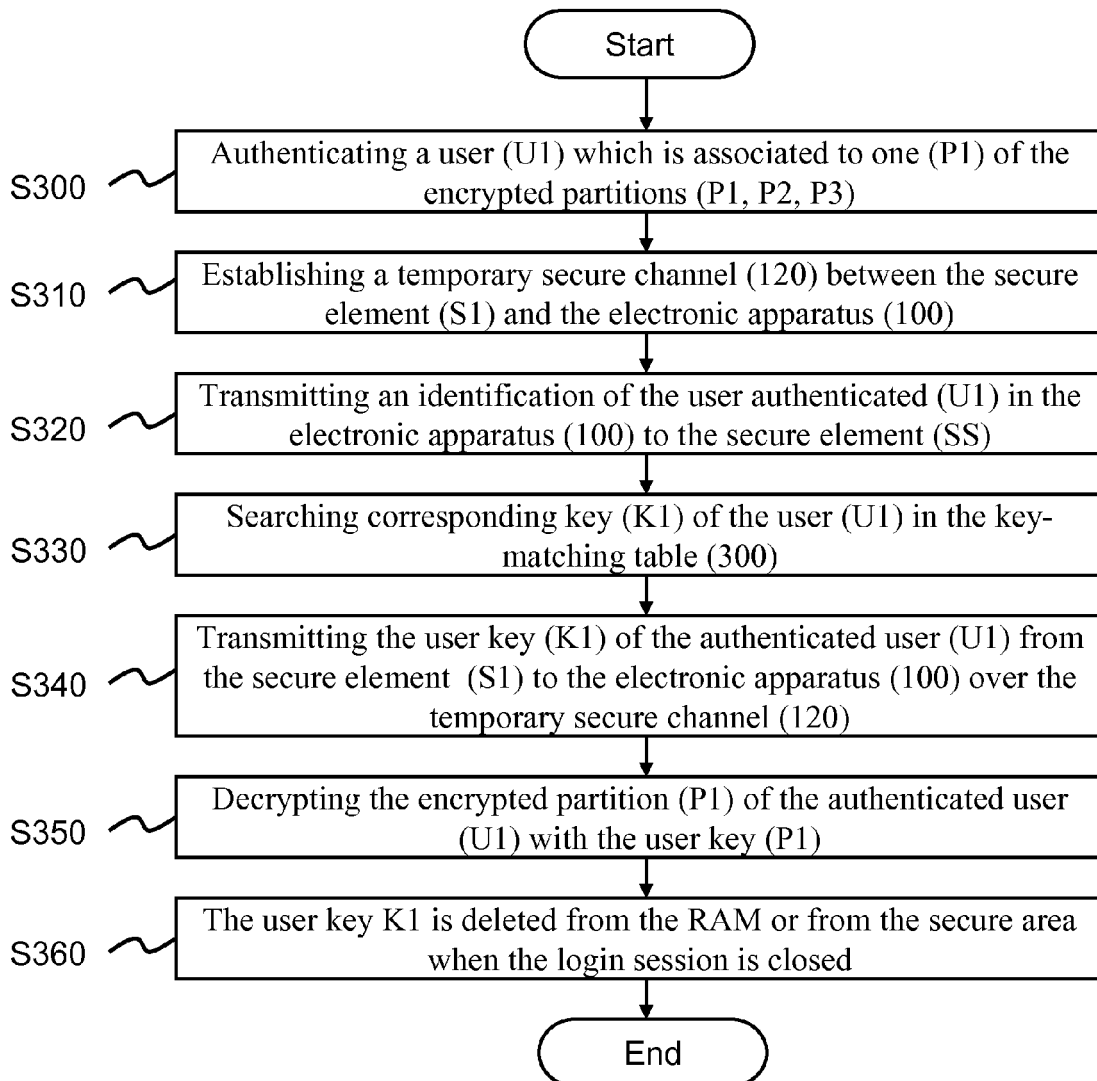 Start
S300
Authenticating a user (U1) which is associated to one (P1) of the
encrypted partitions (P1, P2, P3)
S310
Establishing a temporary secure channel (120) between the secure
element (S1) and the electronic apparatus (100)
S320
Transmitting an identification of the user authenticated (U1) in the
electronic apparatus (100) to the secure element (SS)
S330
Searching corresponding key (K1) of the user (U1) in the key-
matching table (300)
S340
Transmitting the user key (K1) of the authenticated user (U1) from
the secure element (S1) to the electronic apparatus (100) over the
temporary secure channel (120)
S350
Decrypting the encrypted partition (P1) of the authenticated user
(U1) with the user key (P1)
S360
The user key K1 is deleted from the RAM or from the secure area
when the login session is closed
End